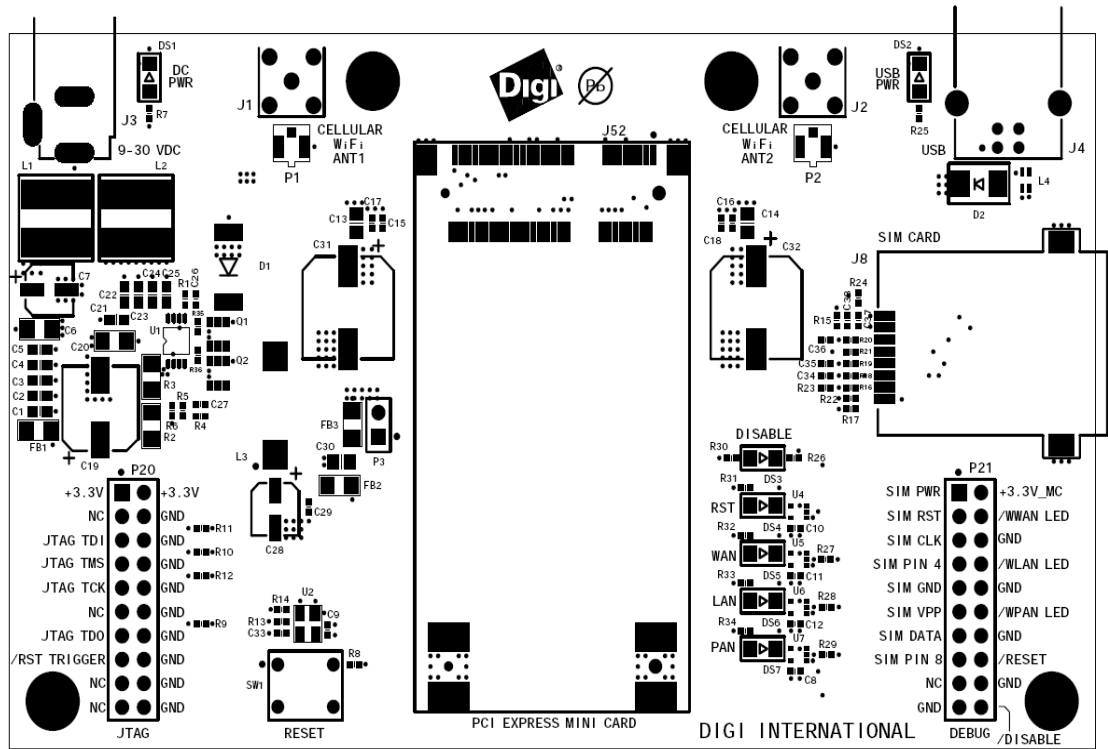 DS1
DC
PWR
R7
J3
9-30 VDC
L1
L2
J1
CELLULAR
WiFi
ANT1
P1
Digi®
Pb
J52
CELLULAR
WiFi
ANT2
P2
J2
DS2
USB
PWR
R25
USB
J4
L4
D2
SIM CARD
J8
C7
C24
C25
C26
C22
R1
C21
C23
C6
C20
U1
R35
R36
C5
C4
C3
C2
C1
FB1
C19
R3
R2
R5
R6
R4
C27
D1
Q1
Q2
C17
C13
C15
C31
FB3
P3
C30
FB2
L3
C29
C28
C16
C14
C18
C32
R24
C38
C37
R15
C36
R20
R21
R19
R18
R16
C35
C34
R23
R22
R17
P20
+3.3V +3.3V
NC GND
JTAG TDI GND
JTAG TMS GND
JTAG TCK GND
NC GND
JTAG TDO GND
/RST TRIGGER GND
NC GND
NC GND
JTAG
R11
R10
R12
R9
R14
U2
R13
C9
C33
R8
SW1
RESET
PCI EXPRESS MINI CARD
DISABLE
R30
R26
DS3
R31
RST
U4
DS4
C10
R32
WAN
U5
R27
DS5
C11
R33
LAN
U6
R28
DS6
C12
R34
PAN
U7
R29
DS7
C8
DIGI INTERNATIONAL
P21
SIM PWR +3.3V_MC
SIM RST /WWAN LED
SIM CLK GND
SIM PIN 4 /WLAN LED
SIM GND GND
SIM VPP /WPAN LED
SIM DATA GND
SIM PIN 8 /RESET
NC GND
GND
DEBUG
/DISABLE